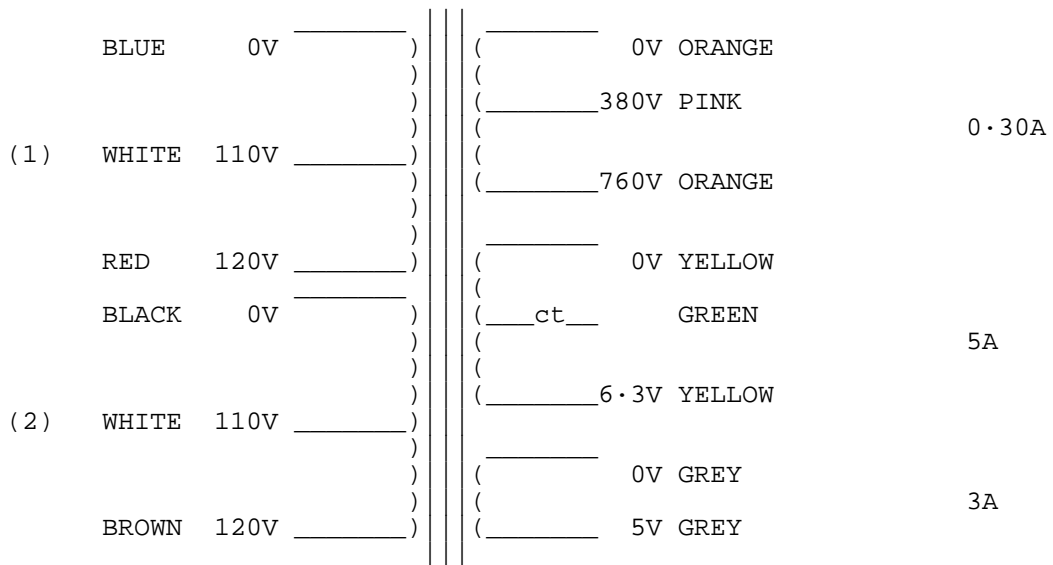 BLUE 0V 0V ORANGE
380V PINK
0·30A
(1) WHITE 110V
760V ORANGE
RED 120V 0V YELLOW
BLACK 0V ct GREEN
5A
6·3V YELLOW
(2) WHITE 110V
0V GREY
3A
BROWN 120V 5V GREY